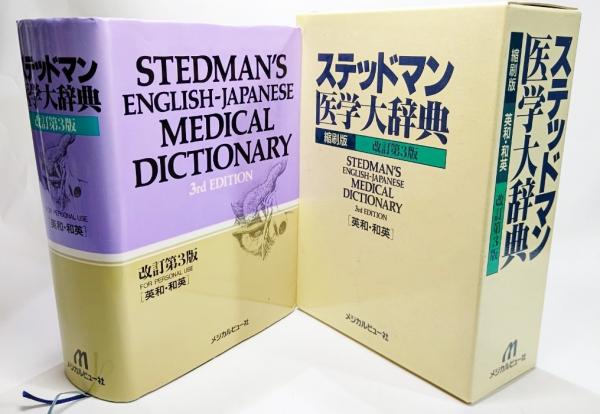 ステッドマン
医学大辞典
改訂第3版
FOR PERSONAL USE
[英和・和英]
m
メジカルビュー社
STEDMAN'S
ENGLISH-JAPANESE
MEDICAL
DICTIONARY
3rd EDITION
改訂第3版
FOR PERSONAL USE
[英和・和英]
メジカルビュー社
ステッドマン
医学大辞典
縮刷版 改訂第3版
STEDMAN'S
ENGLISH-JAPANESE
MEDICAL
DICTIONARY
3rd EDITION
[英和・和英]
メジカルビュー社
ステッドマン
医学大辞典
縮刷版 英和・和英 改訂第3版
m
メジカルビュー社